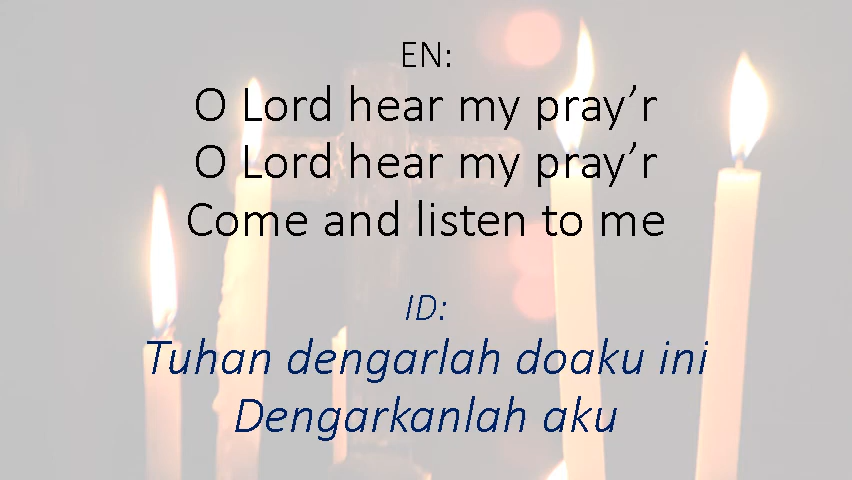 EN:
O Lord hear my pray’r
O Lord hear my pray’r
Come and listen to me
ID:
Tuhan dengarlah doaku ini
Dengarkanlah aku